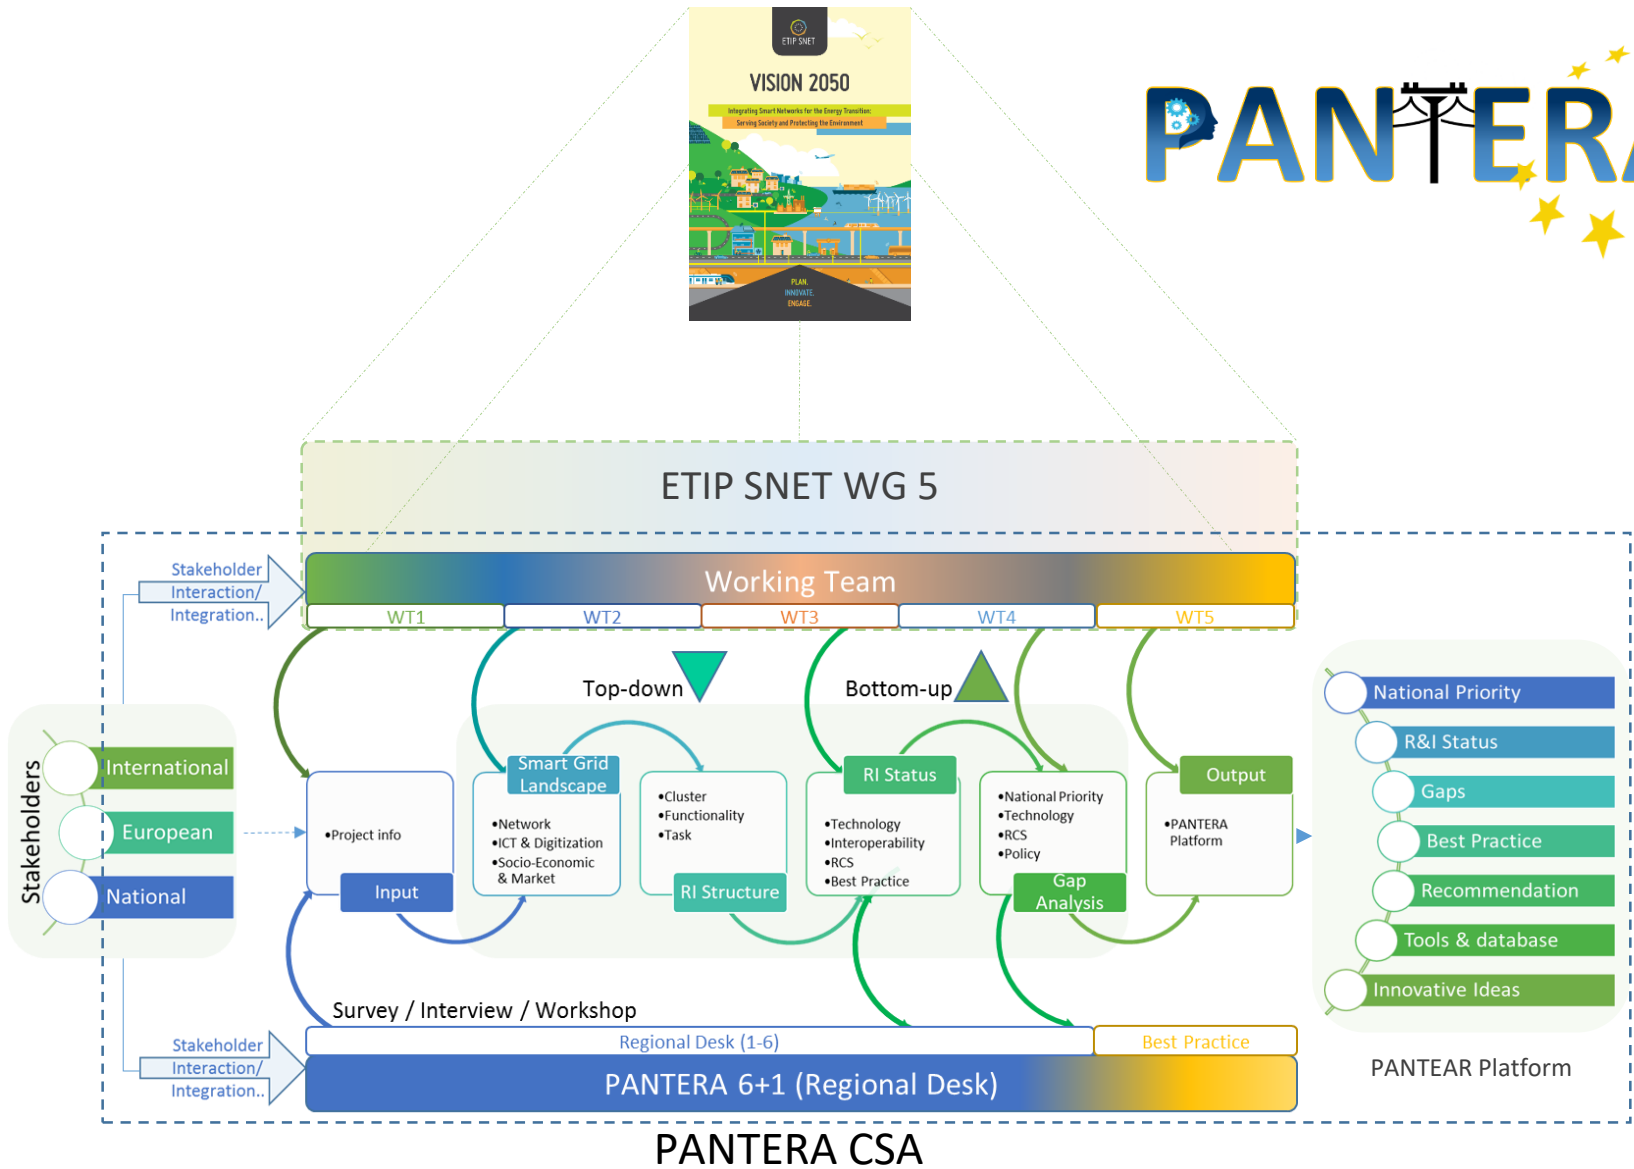 ETIP SNET
VISION 2050
Integrating Smart Networks for the Energy Transition:
Serving Society and Protecting the Environment
PLAN.
INNOVATE.
ENGAGE.
PANTERA
ETIP SNET WG 5
Stakeholder
Interaction/
Integration..
Working Team
WT1
WT2
WT3
WT4
WT5
Top-down
Bottom-up
Stakeholders
International
European
National
•Project info
Input
Smart Grid
Landscape
•Network
•ICT & Digitization
•Socio-Economic
& Market
•Cluster
•Functionality
•Task
RI Structure
RI Status
•Technology
•Interoperability
•RCS
•Best Practice
•National Priority
•Technology
•RCS
•Policy
Gap
Analysis
Output
•PANTERA
Platform
National Priority
R&I Status
Gaps
Best Practice
Recommendation
Tools & database
Innovative Ideas
PANTEAR Platform
Survey / Interview / Workshop
Stakeholder
Interaction/
Integration..
Regional Desk (1-6)
Best Practice
PANTERA 6+1 (Regional Desk)
PANTERA CSA